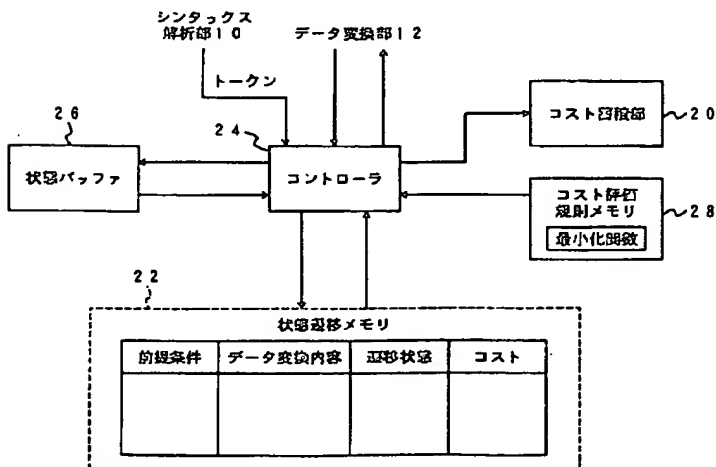 シンタックス
解析部10
データ変換部12
トークン
26
24
状態バッファ
コントローラ
コスト蓄積部
20
コスト評価
規則メモリ
最小化関数
28
22
状態遷移メモリ
前提条件
データ変換内容
遷移状態
コスト